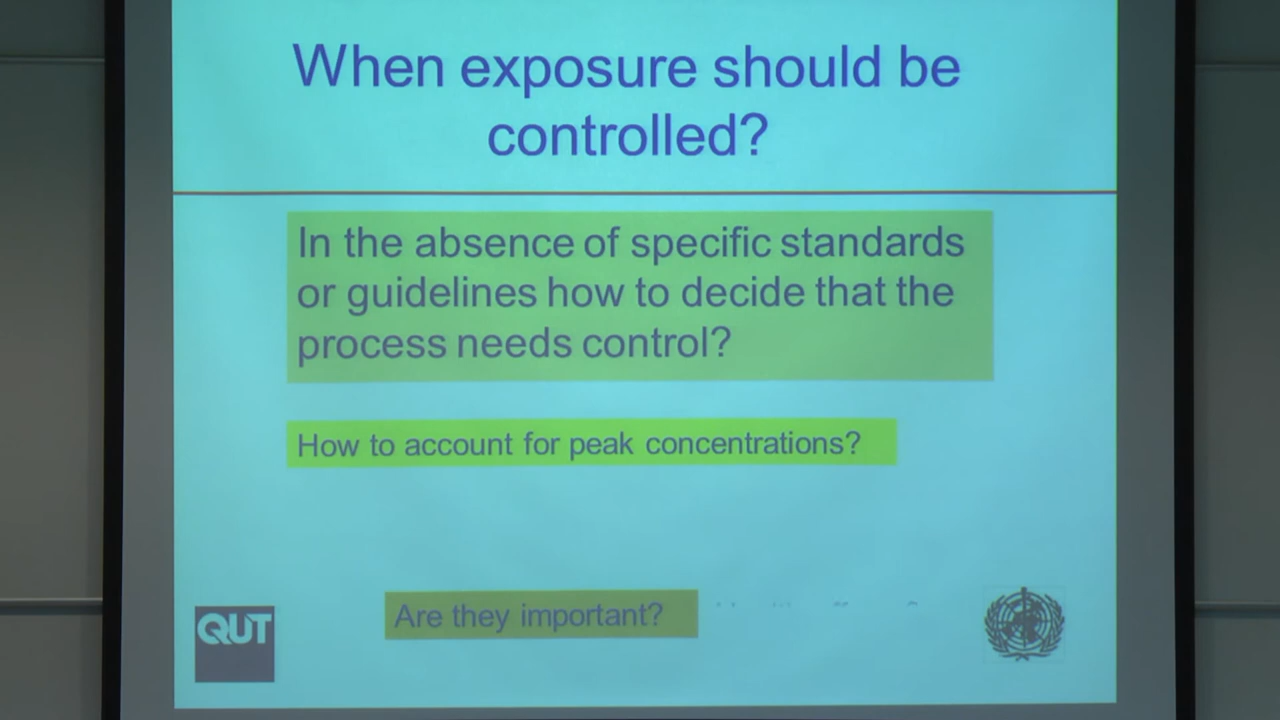 When exposure should be
controlled?
In the absence of specific standards
or guidelines how to decide that the
process needs control?
How to account for peak concentrations?
Are they important?
QUT